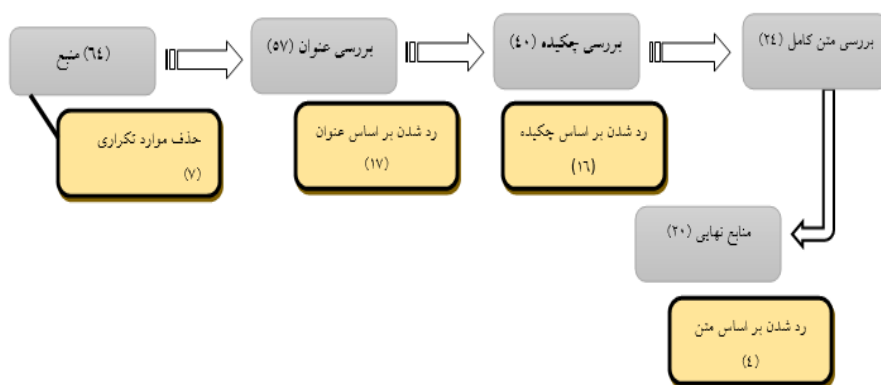 (٦٤) منبع
بررسی عنوان (٥٧)
بررسی چکیده (٤٠)
بررسی متن کامل (٢٤)
حذف موارد تکراری
(٧)
رد شدن بر اساس عنوان
(١٧)
رد شدن بر اساس چکیده
(١٦)
منابع نهایی (٢٠)
رد شدن بر اساس متن
(٤)